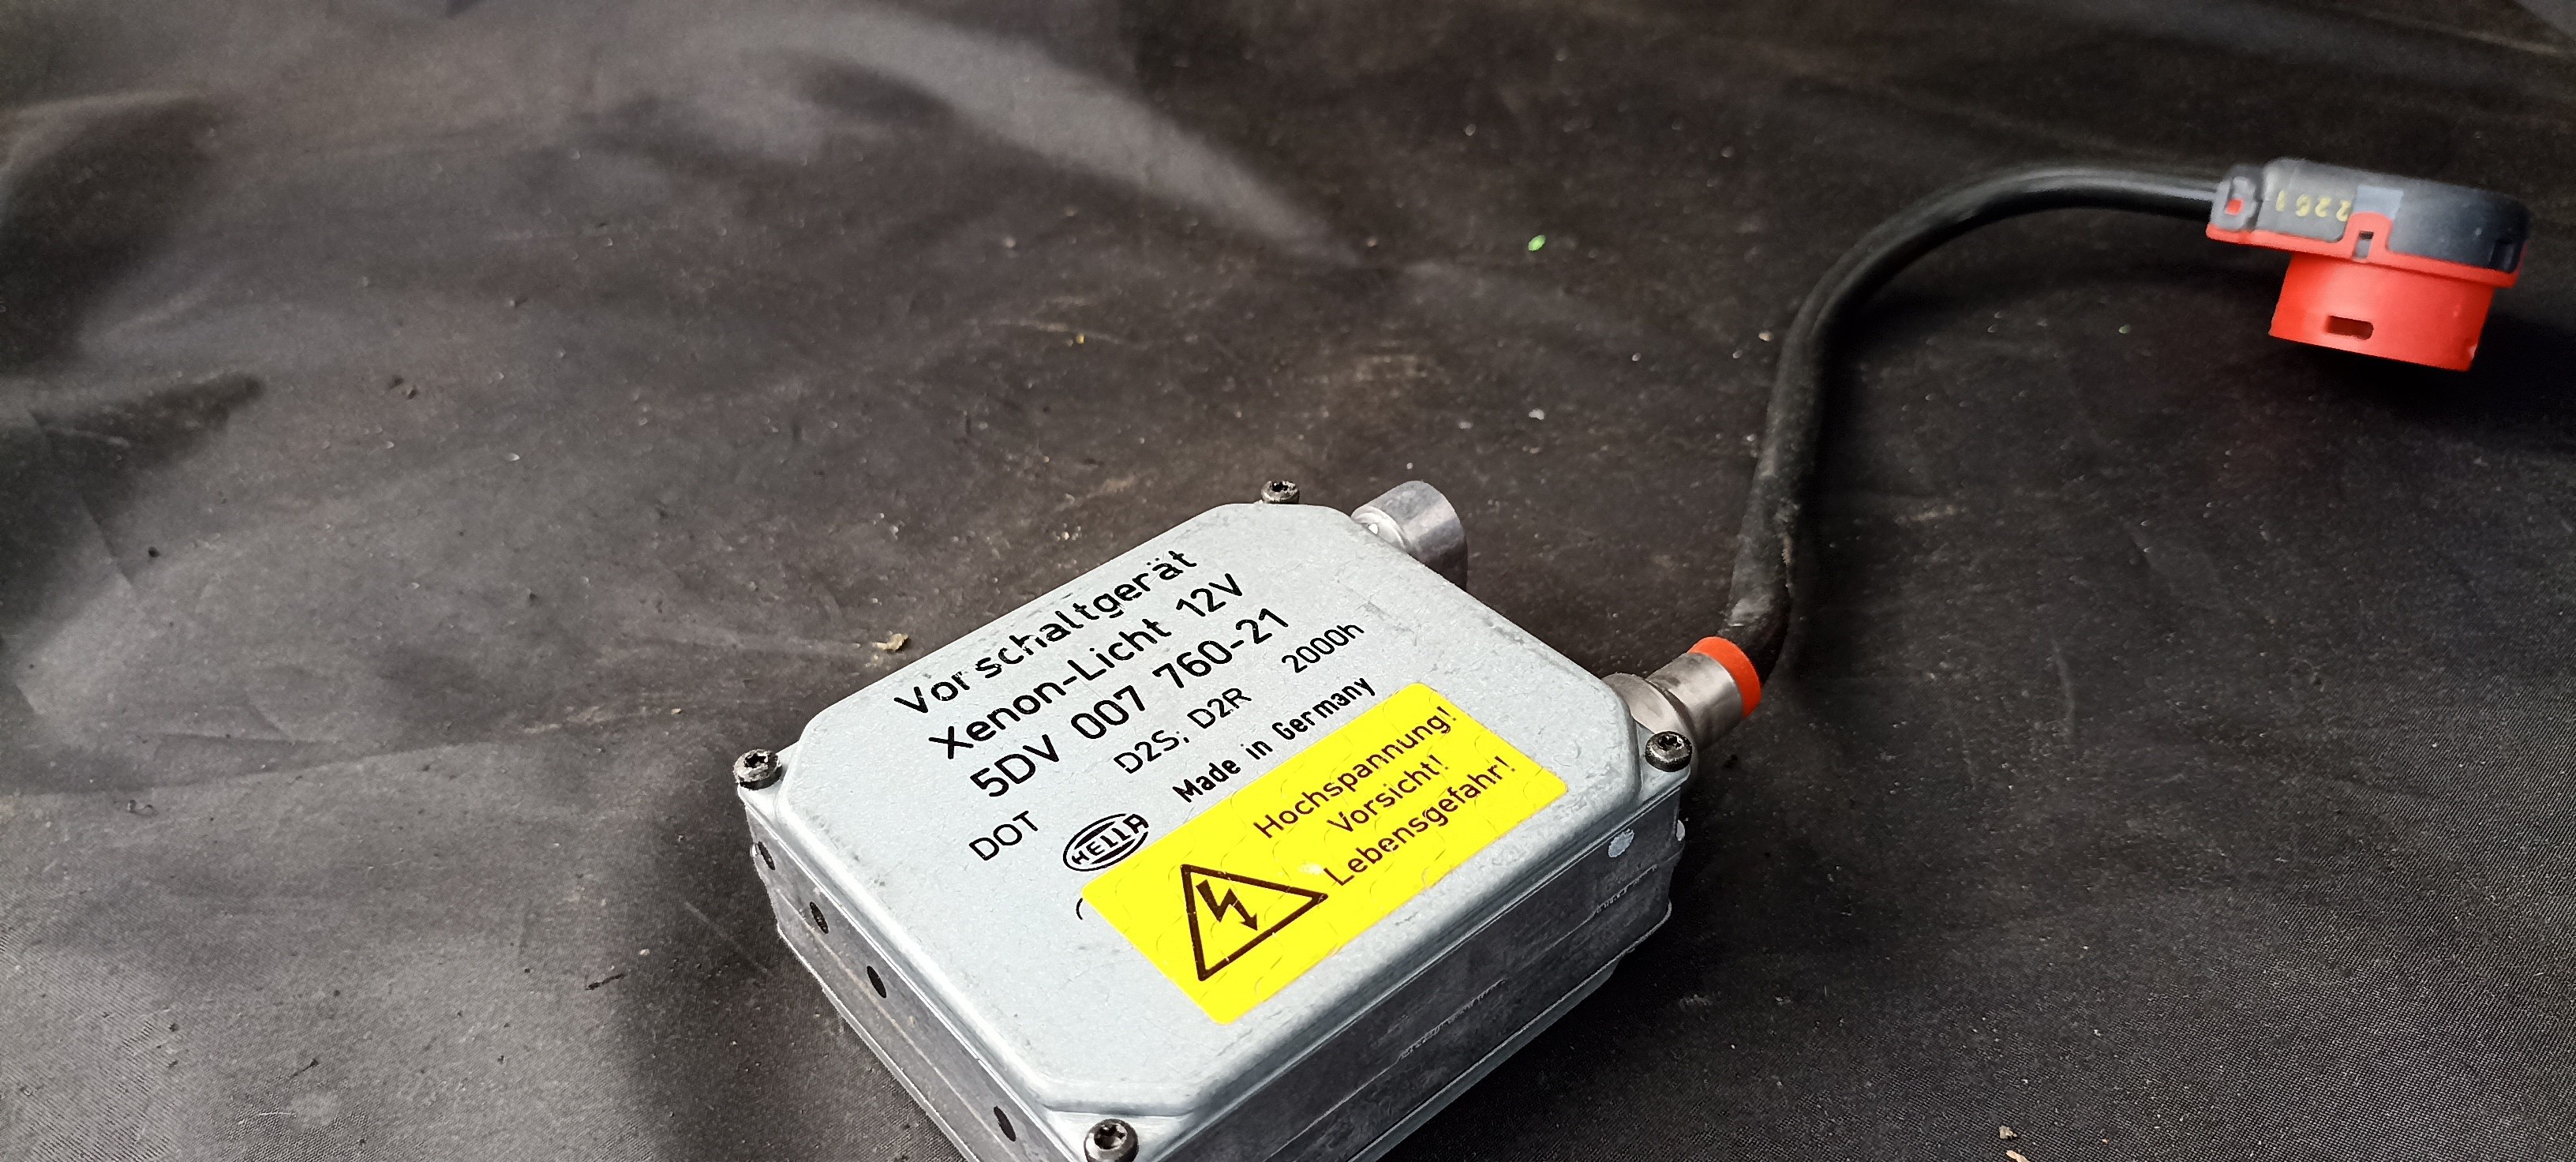 Vorschaltgerät
Xenon-Licht 12V
5DV 007 760-21
D2S; D2R 2000h
Made in Germany
DOT
HELLA
Hochspannung!
Vorsicht!
Lebensgefahr!
2261